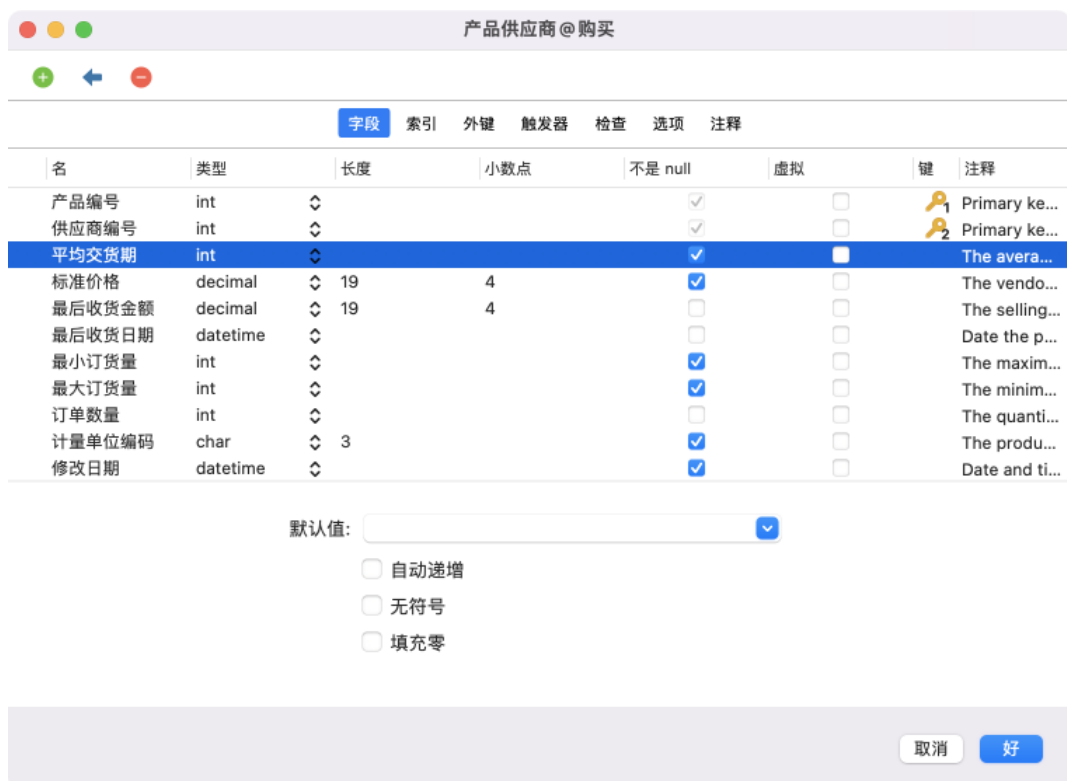 产品供应商@购买
字段 索引 外键 触发器 检查 选项 注释
名 类型 长度 小数点 不是 null 虚拟 键 注释
产品编号 int 1 Primary ke...
供应商编号 int 2 Primary ke...
平均交货期 int The avera...
标准价格 decimal 19 4 The vendo...
最后收货金额 decimal 19 4 The selling...
最后收货日期 datetime Date the p...
最小订货量 int The maxim...
最大订货量 int The minim...
订单数量 int The quanti...
计量单位编码 char 3 The produ...
修改日期 datetime Date and ti...
默认值:
自动递增
无符号
填充零
取消 好